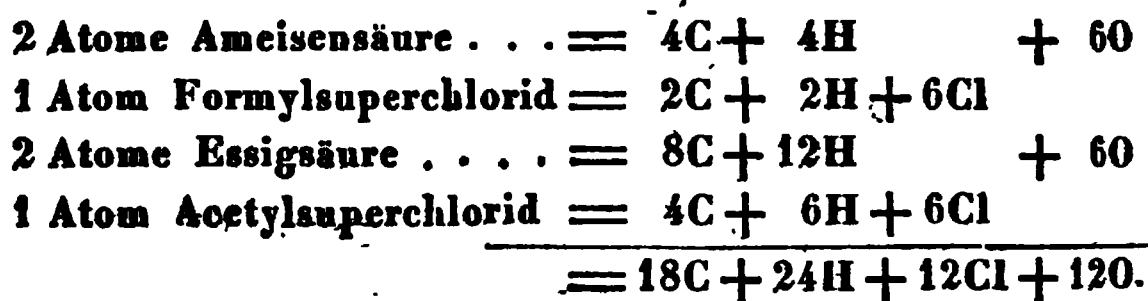 2 Atome Ameisensäure . . . = 4C + 4H + 6O
1 Atom Formylsuperchlorid = 2C + 2H + 6Cl
2 Atome Essigsäure . . . . = 8C + 12H + 6O
1 Atom Acetylsuperchlorid = 4C + 6H + 6Cl
= 18C + 24H + 12Cl + 12O.